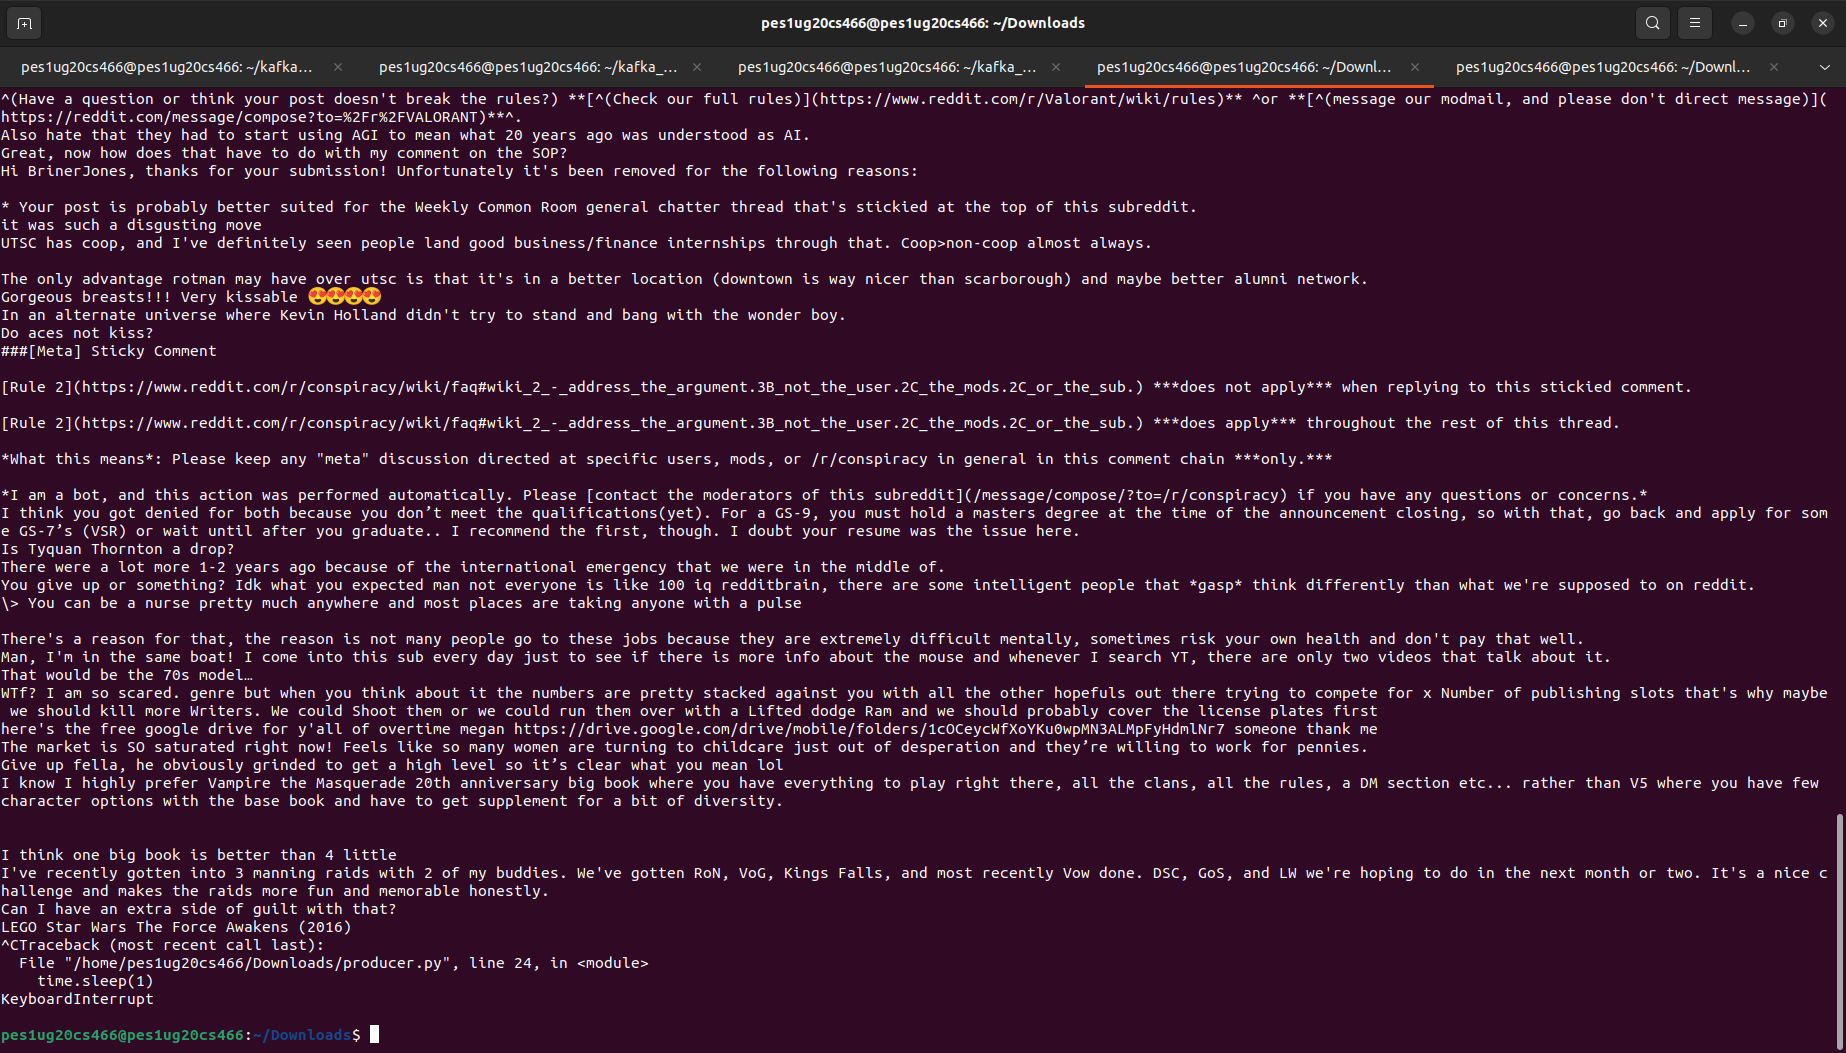 pes1ug20cs466@pes1ug20cs466: ~/Downloads
pes1ug20cs466@pes1ug20cs466: ~/kafka...
pes1ug20cs466@pes1ug20cs466: ~/kafka_...
pes1ug20cs466@pes1ug20cs466: ~/kafka_...
pes1ug20cs466@pes1ug20cs466: ~/Downl...
pes1ug20cs466@pes1ug20cs466: ~/Downl...
^(Have a question or think your post doesn't break the rules?) **[^(Check our full rules)](https://www.reddit.com/r/Valorant/wiki/rules)** ^or **[^(message our modmail, and please don't direct message)](
https://reddit.com/message/compose?to=%2Fr%2FVALORANT)**^.
Also hate that they had to start using AGI to mean what 20 years ago was understood as AI.
Great, now how does that have to do with my comment on the SOP?
Hi BrinerJones, thanks for your submission! Unfortunately it's been removed for the following reasons:
* Your post is probably better suited for the Weekly Common Room general chatter thread that's stickied at the top of this subreddit.
it was such a disgusting move
UTSC has coop, and I've definitely seen people land good business/finance internships through that. Coop>non-coop almost always.
The only advantage rotman may have over utsc is that it's in a better location (downtown is way nicer than scarborough) and maybe better alumni network.
Gorgeous breasts!!! Very kissable 😍😍😍😍
In an alternate universe where Kevin Holland didn't try to stand and bang with the wonder boy.
Do aces not kiss?
###[Meta] Sticky Comment
[Rule 2](https://www.reddit.com/r/conspiracy/wiki/faq#wiki_2_-_address_the_argument.3B_not_the_user.2C_the_mods.2C_or_the_sub.) ***does not apply*** when replying to this stickied comment.
[Rule 2](https://www.reddit.com/r/conspiracy/wiki/faq#wiki_2_-_address_the_argument.3B_not_the_user.2C_the_mods.2C_or_the_sub.) ***does apply*** throughout the rest of this thread.
*What this means*: Please keep any "meta" discussion directed at specific users, mods, or /r/conspiracy in general in this comment chain ***only.***
*I am a bot, and this action was performed automatically. Please [contact the moderators of this subreddit](/message/compose/?to=/r/conspiracy) if you have any questions or concerns.*
I think you got denied for both because you don’t meet the qualifications(yet). For a GS-9, you must hold a masters degree at the time of the announcement closing, so with that, go back and apply for som
e GS-7’s (VSR) or wait until after you graduate.. I recommend the first, though. I doubt your resume was the issue here.
Is Tyquan Thornton a drop?
There were a lot more 1-2 years ago because of the international emergency that we were in the middle of.
You give up or something? Idk what you expected man not everyone is like 100 iq redditbrain, there are some intelligent people that *gasp* think differently than what we're supposed to on reddit.
\> You can be a nurse pretty much anywhere and most places are taking anyone with a pulse
There's a reason for that, the reason is not many people go to these jobs because they are extremely difficult mentally, sometimes risk your own health and don't pay that well.
Man, I'm in the same boat! I come into this sub every day just to see if there is more info about the mouse and whenever I search YT, there are only two videos that talk about it.
That would be the 70s model…
WTf? I am so scared. genre but when you think about it the numbers are pretty stacked against you with all the other hopefuls out there trying to compete for x Number of publishing slots that's why maybe
we should kill more Writers. We could Shoot them or we could run them over with a Lifted dodge Ram and we should probably cover the license plates first
here's the free google drive for y'all of overtime megan https://drive.google.com/drive/mobile/folders/1cOCeycWfXoYKu0wpMN3ALMpFyHdmlNr7 someone thank me
The market is SO saturated right now! Feels like so many women are turning to childcare just out of desperation and they’re willing to work for pennies.
Give up fella, he obviously grinded to get a high level so it’s clear what you mean lol
I know I highly prefer Vampire the Masquerade 20th anniversary big book where you have everything to play right there, all the clans, all the rules, a DM section etc... rather than V5 where you have few
character options with the base book and have to get supplement for a bit of diversity.
I think one big book is better than 4 little
I've recently gotten into 3 manning raids with 2 of my buddies. We've gotten RoN, VoG, Kings Falls, and most recently Vow done. DSC, GoS, and LW we're hoping to do in the next month or two. It's a nice c
hallenge and makes the raids more fun and memorable honestly.
Can I have an extra side of guilt with that?
LEGO Star Wars The Force Awakens (2016)
^CTraceback (most recent call last):
File "/home/pes1ug20cs466/Downloads/producer.py", line 24, in <module>
time.sleep(1)
KeyboardInterrupt
pes1ug20cs466@pes1ug20cs466:~/Downloads$